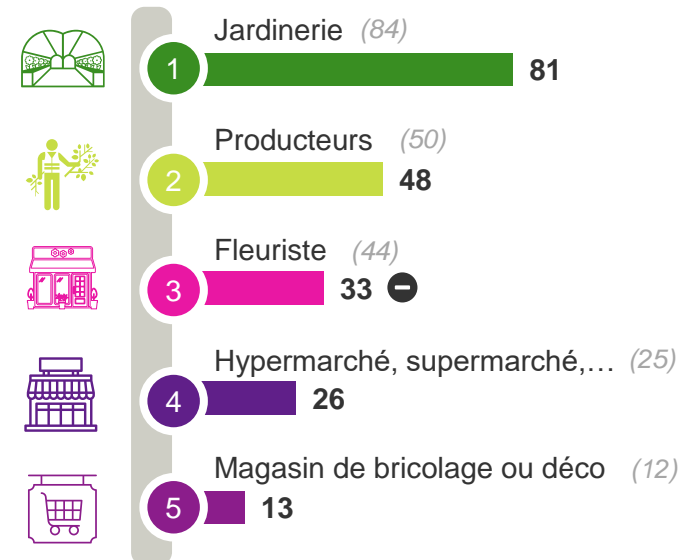 Jardinerie (84)
1 81
Producteurs (50)
2 48
Fleuriste (44)
3 33
Hypermarché, supermarché,… (25)
4 26
Magasin de bricolage ou déco (12)
5 13